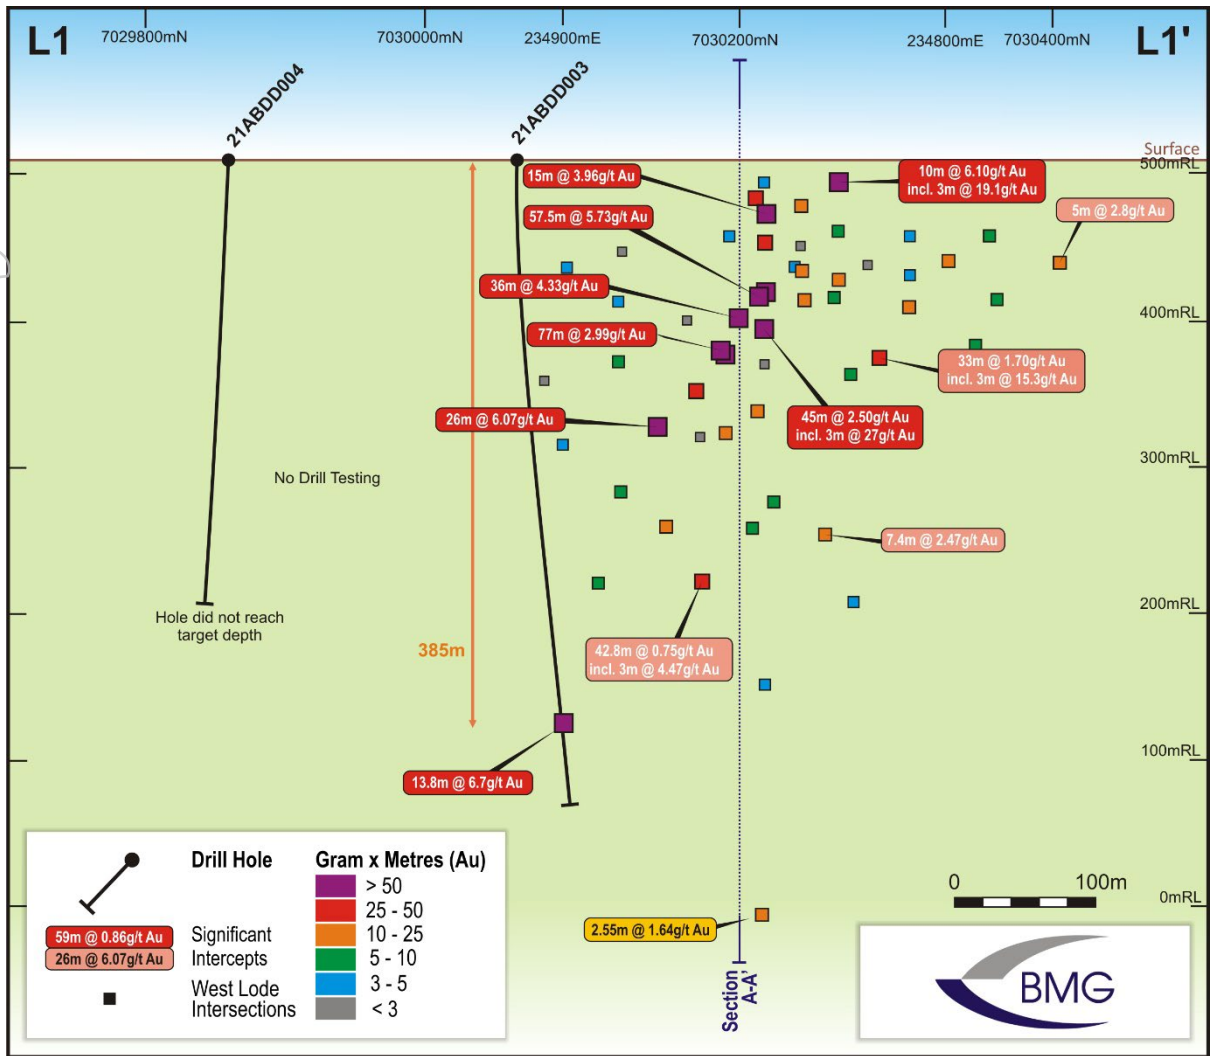 L1
7029800mN
7030000mN
234900mE
7030200mN
234800mE
7030400mN
L1'
21ABDD004
21ABDD003
Surface
500mRL
15m @ 3.96g/t Au
10m @ 6.10g/t Au
incl. 3m @ 19.1g/t Au
57.5m @ 5.73g/t Au
5m @ 2.8g/t Au
36m @ 4.33g/t Au
400mRL
77m @ 2.99g/t Au
33m @ 1.70g/t Au
incl. 3m @ 15.3g/t Au
26m @ 6.07g/t Au
45m @ 2.50g/t Au
incl. 3m @ 27g/t Au
300mRL
No Drill Testing
7.4m @ 2.47g/t Au
200mRL
Hole did not reach
target depth
385m
42.8m @ 0.75g/t Au
incl. 3m @ 4.47g/t Au
100mRL
13.8m @ 6.7g/t Au
0mRL
2.55m @ 1.64g/t Au
Section
A-A'
Drill Hole
59m @ 0.86g/t Au
26m @ 6.07g/t Au
Significant
Intercepts
West Lode
Intersections
Gram x Metres (Au)
> 50
25 - 50
10 - 25
5 - 10
3 - 5
< 3
0
100m
BMG